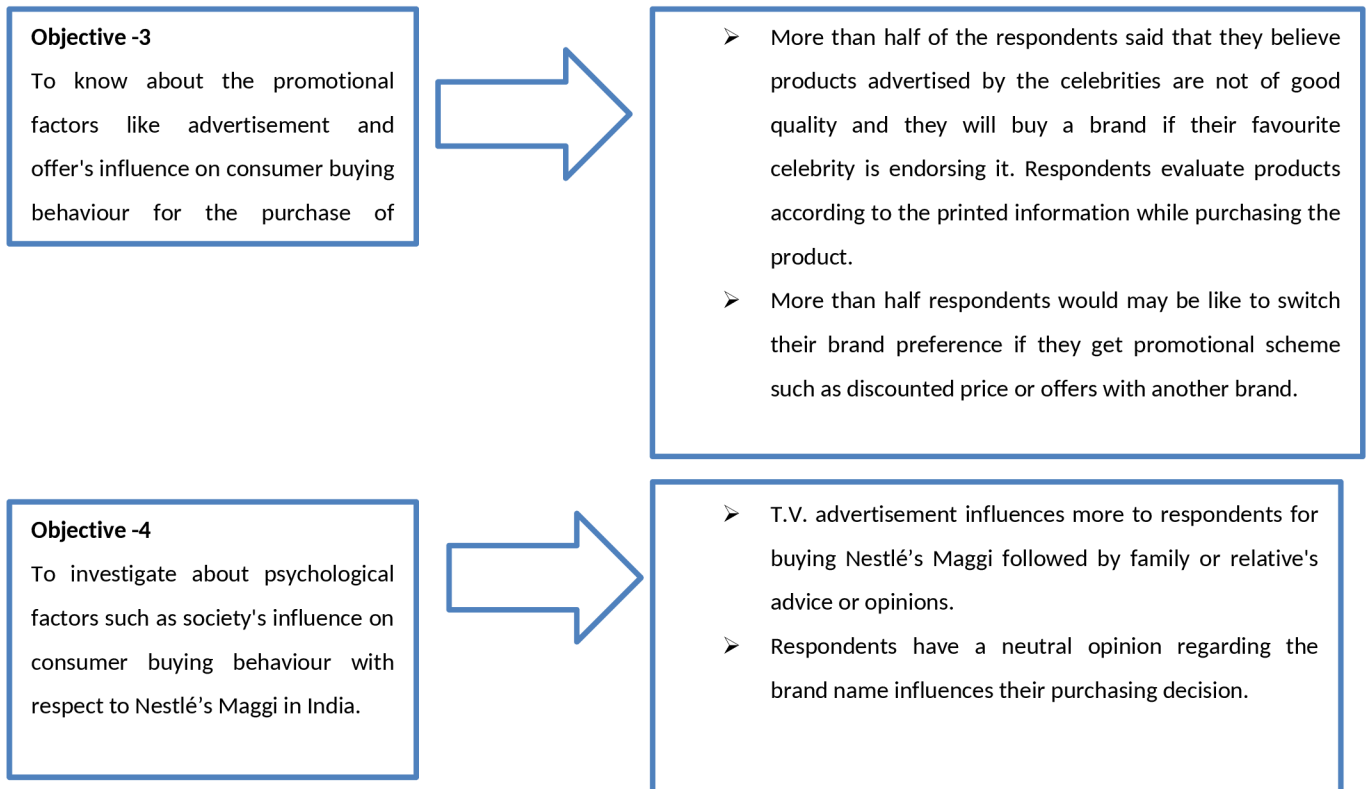 Objective -3
To know about the promotional
factors like advertisement and
offer's influence on consumer buying
behaviour for the purchase of
➢ More than half of the respondents said that they believe
products advertised by the celebrities are not of good
quality and they will buy a brand if their favourite
celebrity is endorsing it. Respondents evaluate products
according to the printed information while purchasing the
product.
➢ More than half respondents would may be like to switch
their brand preference if they get promotional scheme
such as discounted price or offers with another brand.
Objective -4
To investigate about psychological
factors such as society's influence on
consumer buying behaviour with
respect to Nestlé’s Maggi in India.
➢ T.V. advertisement influences more to respondents for
buying Nestlé’s Maggi followed by family or relative's
advice or opinions.
➢ Respondents have a neutral opinion regarding the
brand name influences their purchasing decision.